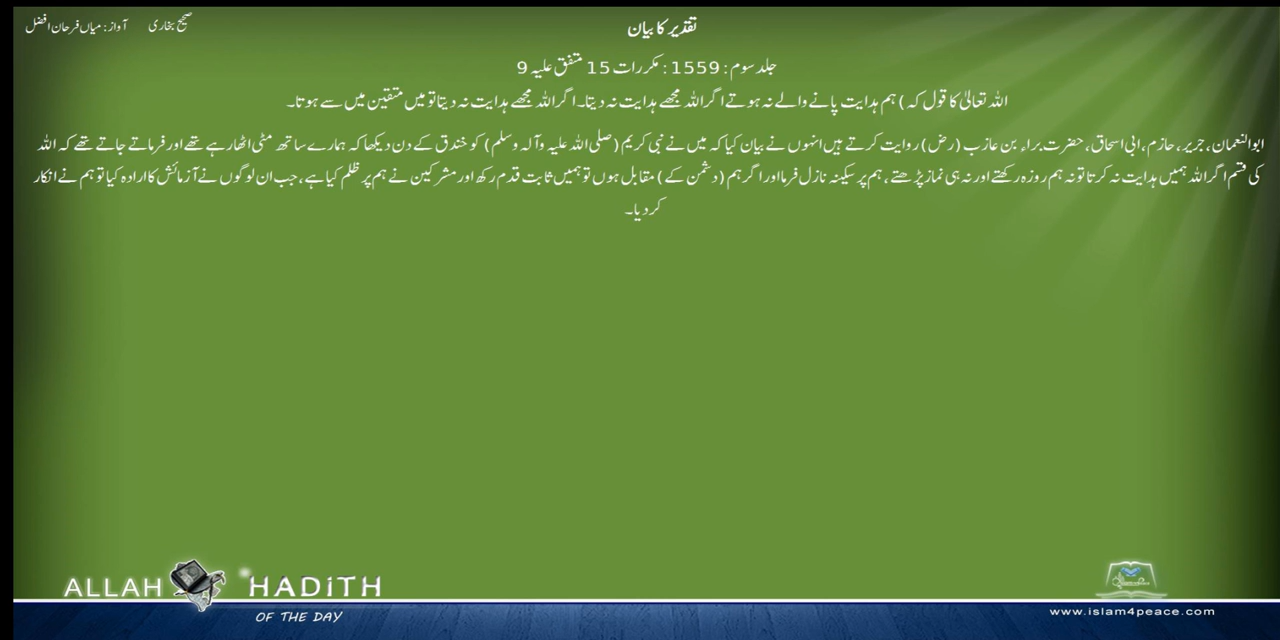 تقدیر کا بیان
صحیح بخاری
آواز: میاں فرحان افضل
جلد سوم : 1559 : مکررات 15 متفق علیہ 9
اللہ تعالیٰ کا قول کہ ) ہم ہدایت پانے والے نہ ہوتے اگر اللہ مجھے ہدایت نہ دیتا۔ اگر اللہ مجھے ہدایت نہ دیتا تو میں متقین میں سے ہوتا۔
ابوالنعمان، جریر، حازم، ابی اسحاق، حضرت براء بن عازب (رض) روایت کرتے ہیں انہوں نے بیان کیا کہ میں نے نبی کریم (صلی اللہ علیہ وآلہ وسلم) کو خندق کے دن دیکھا کہ ہمارے ساتھ مٹی اٹھا رہے تھے اور فرماتے جاتے تھے کہ اللہ
کی قسم اگر اللہ ہمیں ہدایت نہ کرتا تو نہ ہم روزہ رکھتے اور نہ ہی نماز پڑھتے، ہم پر سکینہ نازل فرما اور اگر ہم (دشمن کے) مقابل ہوں تو ہمیں ثابت قدم رکھ اور مشرکین نے ہم پر ظلم کیا ہے، جب ان لوگوں نے آزمائش کا ارادہ کیا تو ہم نے انکار
کر دیا۔
ALLAH HADITH
OF THE DAY
www.islam4peace.com